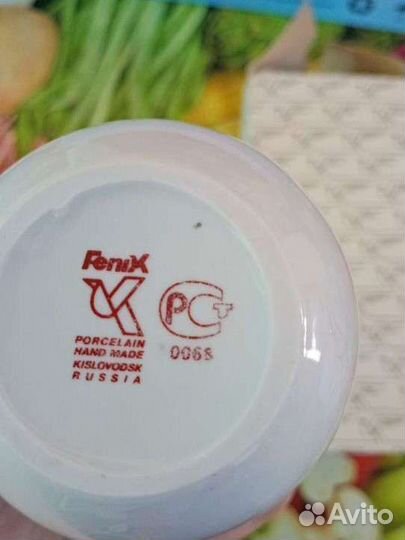 FeniX
PORCELAIN
HAND MADE
KISLOVODSK
RUSSIA
РСТ
0068
Avito